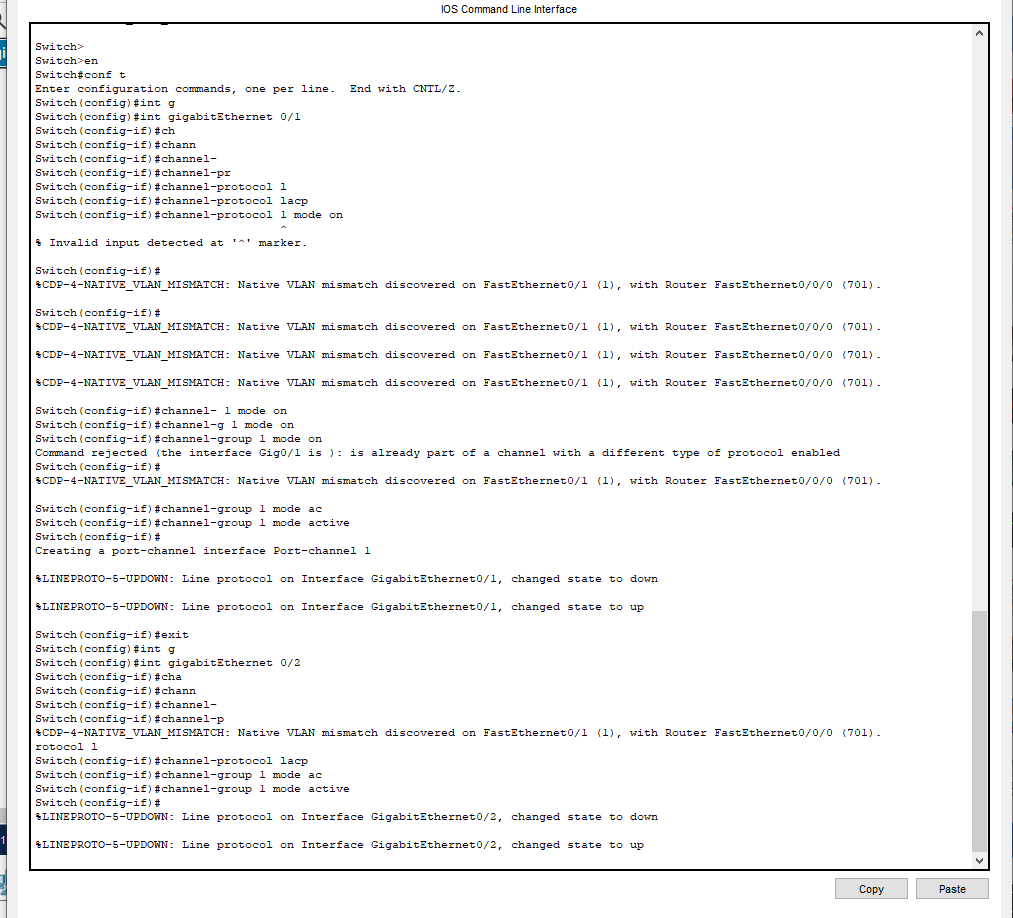 IOS Command Line Interface
Switch>
Switch>en
Switch#conf t
Enter configuration commands, one per line.  End with CNTL/Z.
Switch(config)#int g
Switch(config)#int gigabitEthernet 0/1
Switch(config-if)#ch
Switch(config-if)#chann
Switch(config-if)#channel-
Switch(config-if)#channel-pr
Switch(config-if)#channel-protocol l
Switch(config-if)#channel-protocol lacp
Switch(config-if)#channel-protocol 1 mode on
^
% Invalid input detected at '^' marker.
Switch(config-if)#
%CDP-4-NATIVE_VLAN_MISMATCH: Native VLAN mismatch discovered on FastEthernet0/1 (1), with Router FastEthernet0/0/0 (701).
Switch(config-if)#
%CDP-4-NATIVE_VLAN_MISMATCH: Native VLAN mismatch discovered on FastEthernet0/1 (1), with Router FastEthernet0/0/0 (701).
%CDP-4-NATIVE_VLAN_MISMATCH: Native VLAN mismatch discovered on FastEthernet0/1 (1), with Router FastEthernet0/0/0 (701).
%CDP-4-NATIVE_VLAN_MISMATCH: Native VLAN mismatch discovered on FastEthernet0/1 (1), with Router FastEthernet0/0/0 (701).
Switch(config-if)#channel- 1 mode on
Switch(config-if)#channel-g 1 mode on
Switch(config-if)#channel-group 1 mode on
Command rejected (the interface Gig0/1 is ): is already part of a channel with a different type of protocol enabled
Switch(config-if)#
%CDP-4-NATIVE_VLAN_MISMATCH: Native VLAN mismatch discovered on FastEthernet0/1 (1), with Router FastEthernet0/0/0 (701).
Switch(config-if)#channel-group 1 mode ac
Switch(config-if)#channel-group 1 mode active
Switch(config-if)#
Creating a port-channel interface Port-channel 1
%LINEPROTO-5-UPDOWN: Line protocol on Interface GigabitEthernet0/1, changed state to down
%LINEPROTO-5-UPDOWN: Line protocol on Interface GigabitEthernet0/1, changed state to up
Switch(config-if)#exit
Switch(config)#int g
Switch(config)#int gigabitEthernet 0/2
Switch(config-if)#cha
Switch(config-if)#chann
Switch(config-if)#channel-
Switch(config-if)#channel-p
%CDP-4-NATIVE_VLAN_MISMATCH: Native VLAN mismatch discovered on FastEthernet0/1 (1), with Router FastEthernet0/0/0 (701).
rotocol l
Switch(config-if)#channel-protocol lacp
Switch(config-if)#channel-group 1 mode ac
Switch(config-if)#channel-group 1 mode active
Switch(config-if)#
%LINEPROTO-5-UPDOWN: Line protocol on Interface GigabitEthernet0/2, changed state to down
%LINEPROTO-5-UPDOWN: Line protocol on Interface GigabitEthernet0/2, changed state to up
Copy
Paste